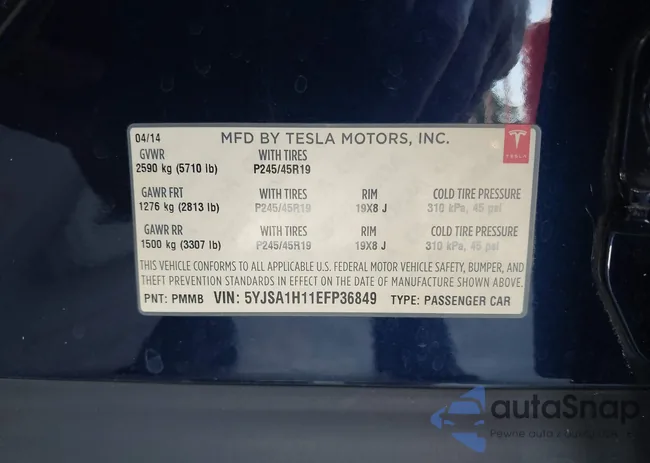 04/14 MFD BY TESLA MOTORS, INC.
GVWR WITH TIRES
2590 kg (5710 lb) P245/45R19
TESLA
GAWR FRT WITH TIRES RIM COLD TIRE PRESSURE
1276 kg (2813 lb) P245/45R19 19X8 J 310 kPa, 45 psi
GAWR RR WITH TIRES RIM COLD TIRE PRESSURE
1500 kg (3307 lb) P245/45R19 19X8 J 310 kPa, 45 psi
THIS VEHICLE CONFORMS TO ALL APPLICABLE U.S. FEDERAL MOTOR VEHICLE SAFETY, BUMPER, AND
THEFT PREVENTION STANDARDS IN EFFECT ON THE DATE OF MANUFACTURE SHOWN ABOVE.
PNT: PMMB VIN: 5YJSA1H11EFP36849 TYPE: PASSENGER CAR
autaSnap
Pewne auta z